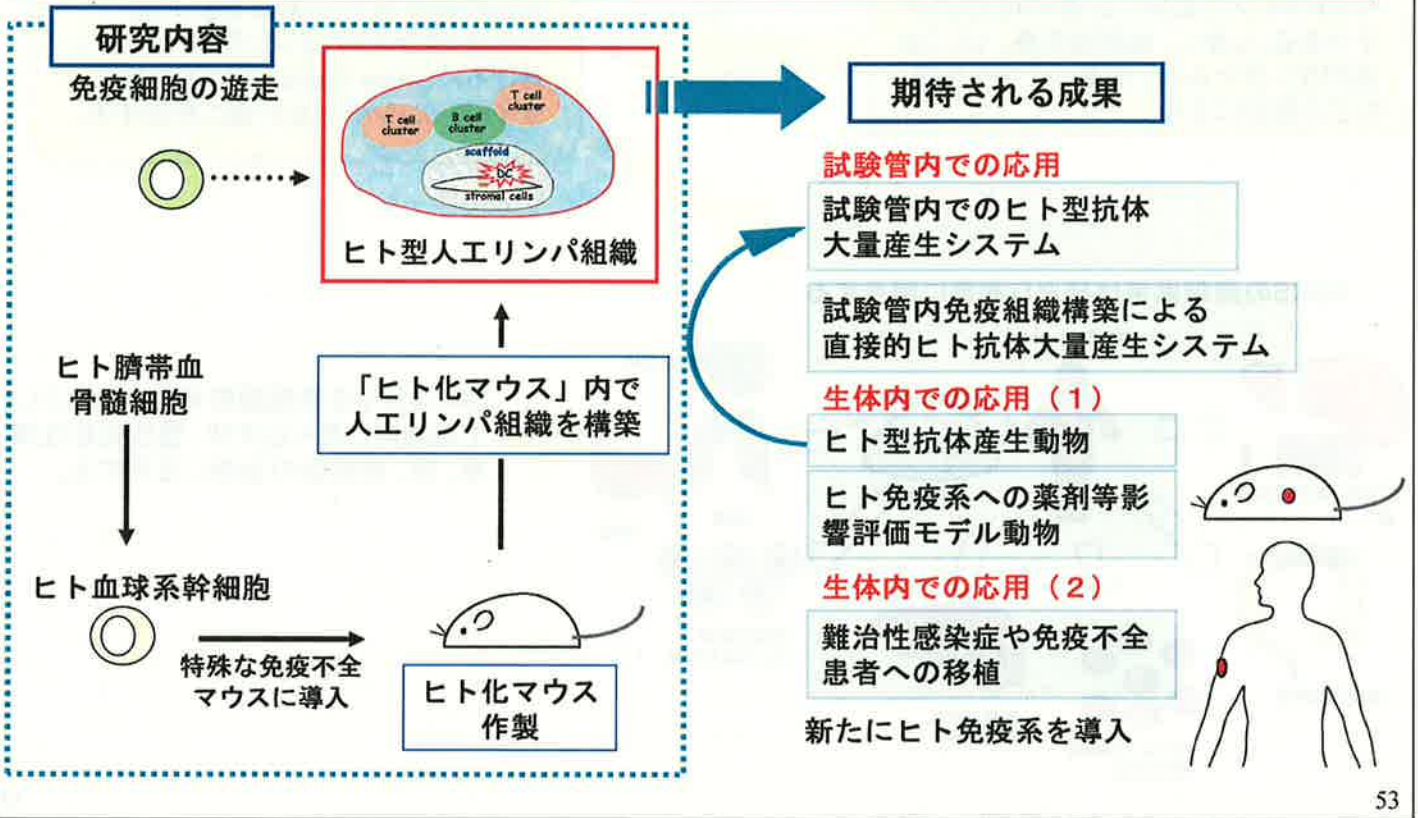 研究内容
免疫細胞の遊走
T cell
cluster
B cell
cluster
T cell
cluster
scaffold
DC
stromal cells
ヒト型人工リンパ組織
ヒト臍帯血
骨髄細胞
「ヒト化マウス」内で
人工リンパ組織を構築
ヒト血球系幹細胞
特殊な免疫不全
マウスに導入
ヒト化マウス
作製
期待される成果
試験管内での応用
試験管内でのヒト型抗体
大量産生システム
試験管内免疫組織構築による
直接的ヒト抗体大量産生システム
生体内での応用(1)
ヒト型抗体産生動物
ヒト免疫系への薬剤等影
響評価モデル動物
生体内での応用(2)
難治性感染症や免疫不全
患者への移植
新たにヒト免疫系を導入
53